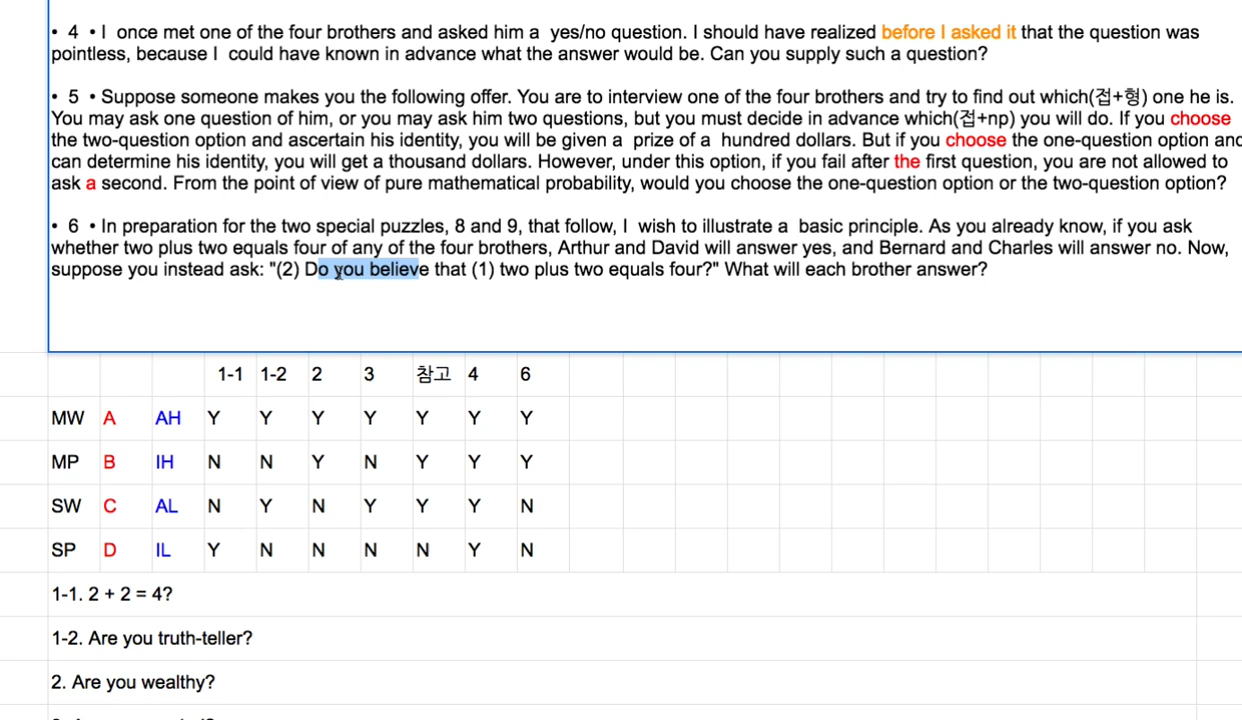 • 4 • I once met one of the four brothers and asked him a yes/no question. I should have realized before I asked it that the question was
pointless, because I could have known in advance what the answer would be. Can you supply such a question?
• 5 • Suppose someone makes you the following offer. You are to interview one of the four brothers and try to find out which(접+형) one he is.
You may ask one question of him, or you may ask him two questions, but you must decide in advance which(접+np) you will do. If you choose
the two-question option and ascertain his identity, you will be given a prize of a hundred dollars. But if you choose the one-question option and
can determine his identity, you will get a thousand dollars. However, under this option, if you fail after the first question, you are not allowed to
ask a second. From the point of view of pure mathematical probability, would you choose the one-question option or the two-question option?
• 6 • In preparation for the two special puzzles, 8 and 9, that follow, I wish to illustrate a basic principle. As you already know, if you ask
whether two plus two equals four of any of the four brothers, Arthur and David will answer yes, and Bernard and Charles will answer no. Now,
suppose you instead ask: "(2) Do you believe that (1) two plus two equals four?" What will each brother answer?
1-1 1-2 2 3 참고 4 6
MW A AH Y Y Y Y Y Y Y
MP B IH N N Y N Y Y Y
SW C AL N Y N Y Y Y N
SP D IL Y N N N N Y N
1-1. 2 + 2 = 4?
1-2. Are you truth-teller?
2. Are you wealthy?